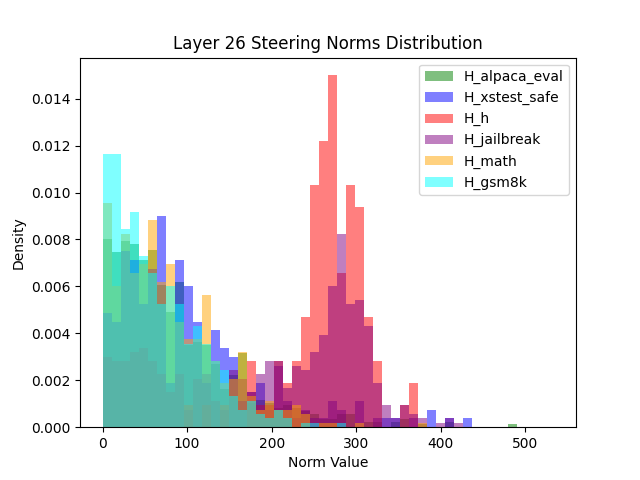 Layer 26 Steering Norms Distribution
H_alpaca_eval
H_xstest_safe
H_h
H_jailbreak
H_math
H_gsm8k
Density
0.014
0.012
0.010
0.008
0.006
0.004
0.002
0.000
0
100
200
300
400
500
Norm Value